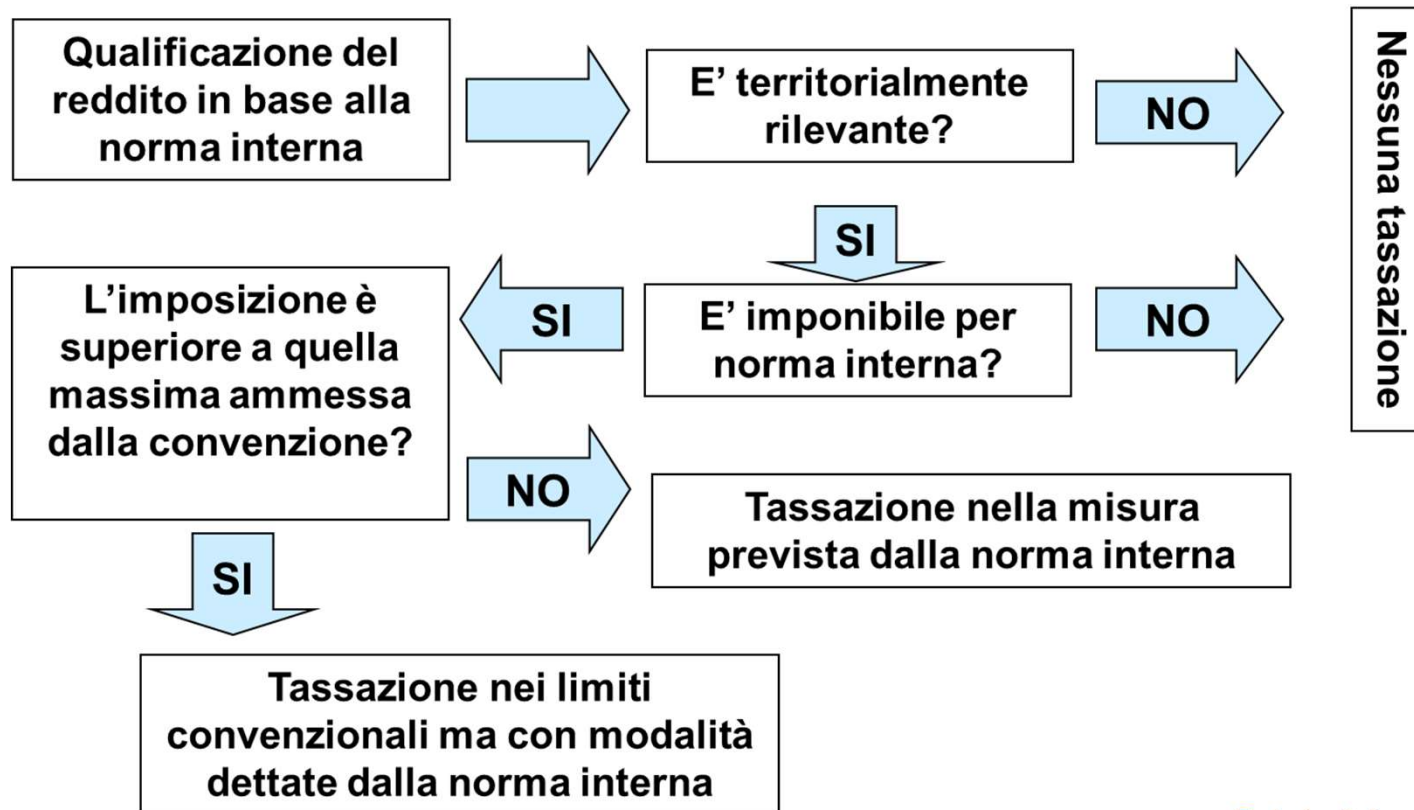 Qualificazione del
reddito in base alla
norma interna
E’ territorialmente
rilevante?
NO
Nessuna tassazione
SI
L’imposizione è
superiore a quella
massima ammessa
dalla convenzione?
SI
E’ imponibile per
norma interna?
NO
NO
Tassazione nella misura
prevista dalla norma interna
SI
Tassazione nei limiti
convenzionali ma con modalità
dettate dalla norma interna